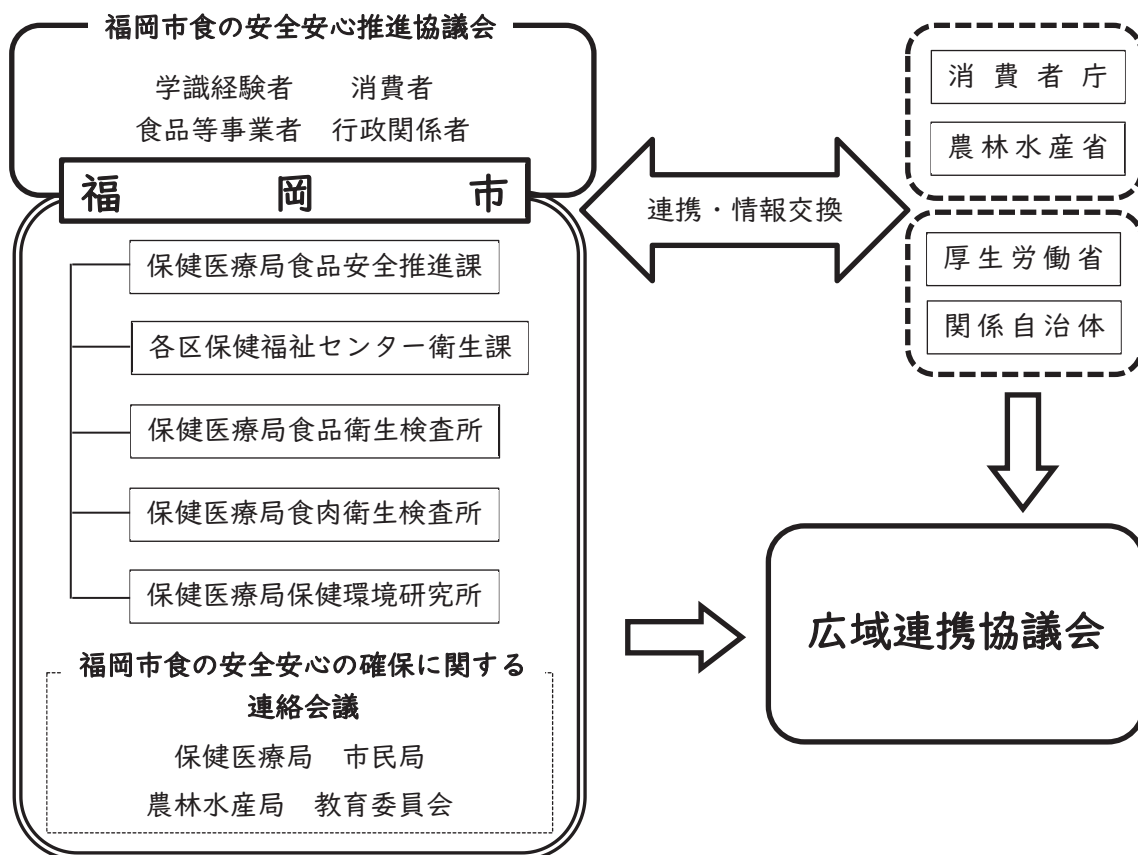 福岡市食の安全安心推進協議会
学識経験者　消費者
食品等事業者　行政関係者
福岡市
保健医療局食品安全推進課
各区保健福祉センター衛生課
保健医療局食品衛生検査所
保健医療局食肉衛生検査所
保健医療局保健環境研究所
福岡市食の安全安心の確保に関する
連絡会議
保健医療局　市民局
農林水産局　教育委員会
連携・情報交換
消費者庁
農林水産省
厚生労働省
関係自治体
広域連携協議会